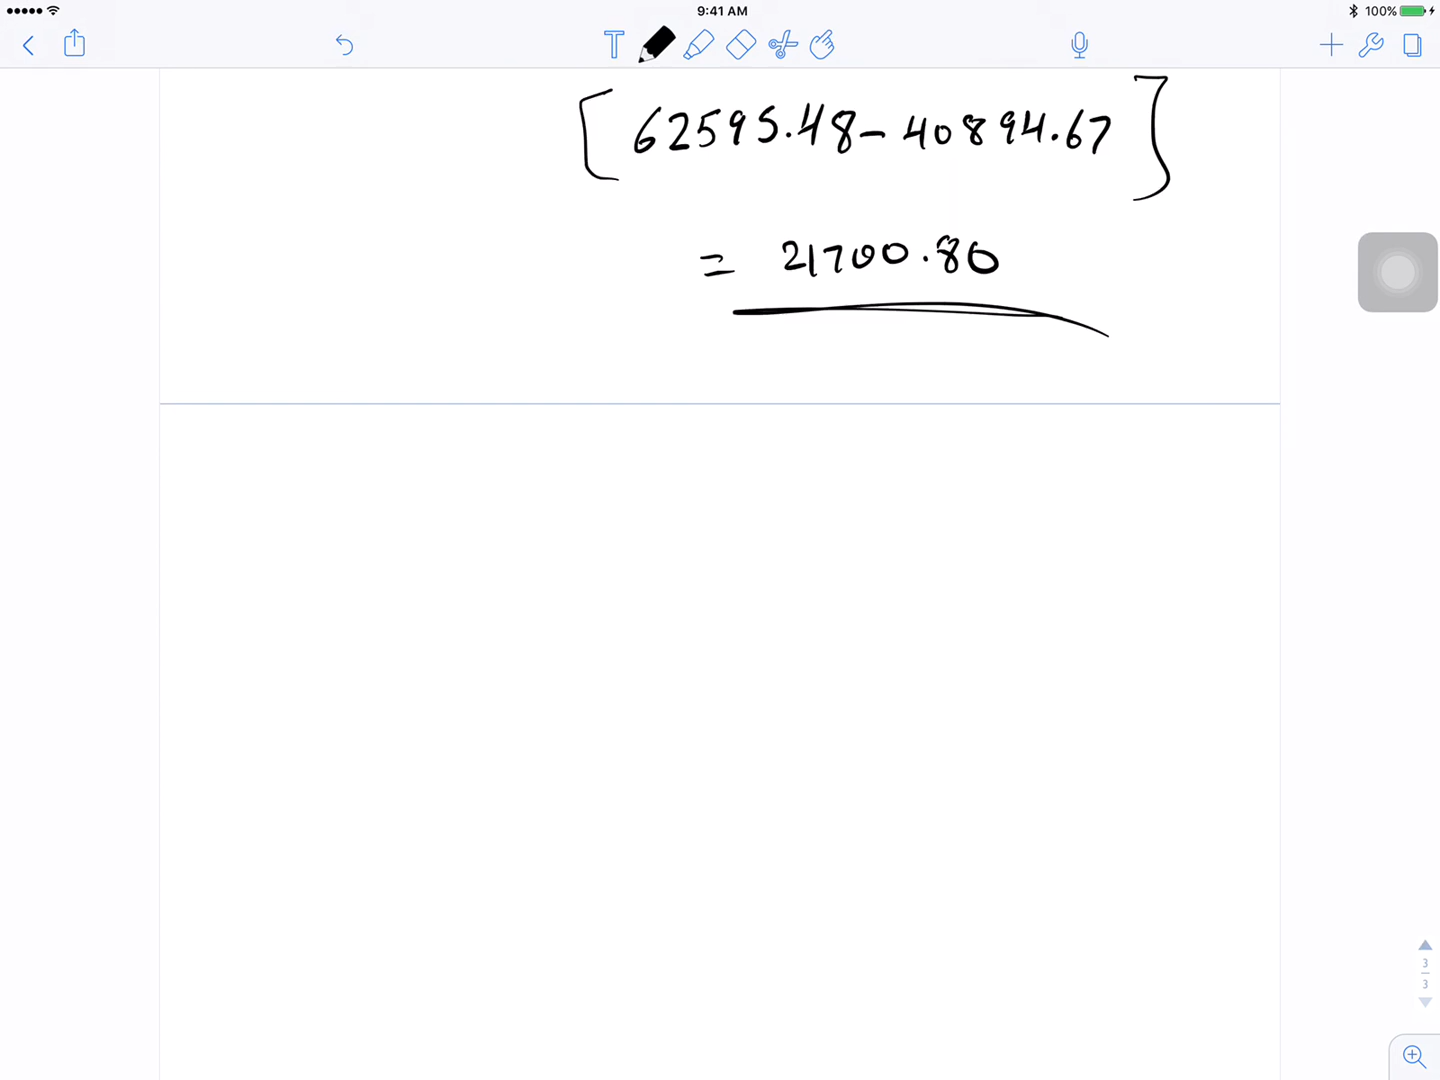 9:41 AM
100%
T
[ 62595.48 - 40894.67 ]
= 21700.80
3
3